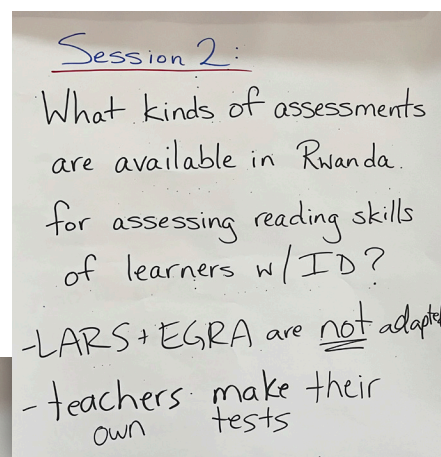 Session 2:
What kinds of assessments
are available in Rwanda.
for assessing reading skills
of learners w/ ID?
-LARS + EGRA are not adapte
- teachers make their
own tests